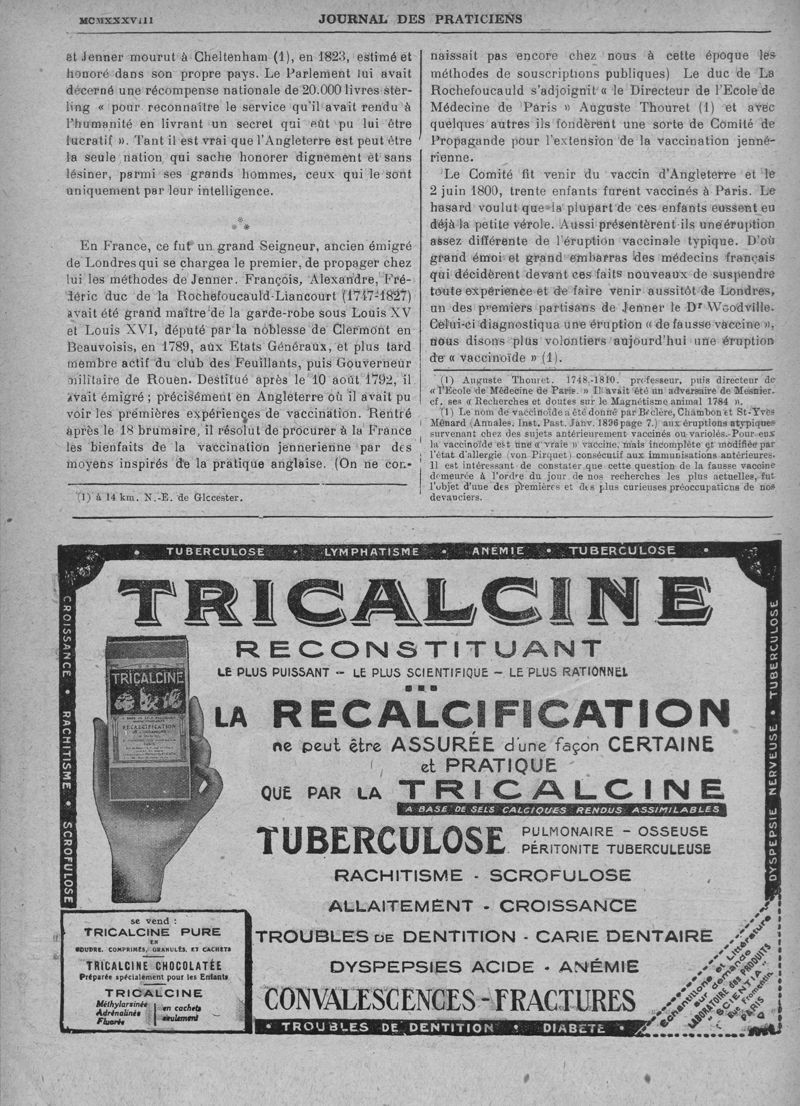 MCMXXXVIII
JOURNAL DES PRATICIENS
et Jenner mourut à Cheltenham (1), en 1823, estimé et
honoré dans son propre pays. Le Parlement lui avait
décerné une récompense nationale de 20.000 livres ster-
ling « pour reconnaître le service qu'il avait rendu à
l'humanité en livrant un secret qui eût pu lui être
lucratif ». Tant il est vrai que l'Angleterre est peut être
la seule nation qui sache honorer dignement et sans
lésiner, parmi ses grands hommes, ceux qui le sont
uniquement par leur intelligence.
* * *
En France, ce fut un grand Seigneur, ancien émigré
de Londres qui se chargea le premier, de propager chez
lui les méthodes de Jenner. François, Alexandre, Fré-
déric duc de la Rochefoucauld-Liancourt (1747-1827)
avait été grand maître de la garde-robe sous Louis XV
et Louis XVI, député par la noblesse de Clermont en
Beauvoisis, en 1789, aux Etats Généraux, et plus tard
membre actif du club des Feuillants, puis Gouverneur
militaire de Rouen. Destitué après le 10 août 1792, il
avait émigré ; précisément en Angleterre où il avait pu
voir les premières expériences de vaccination. Rentré
après le 18 brumaire, il résolut de procurer à la France
les bienfaits de la vaccination jennerienne par des
moyens inspirés de la pratique anglaise. (On ne con-
(1) à 14 km. N.-E. de Glccester.
naissait pas encore chez nous à cette époque les
méthodes de souscriptions publiques) Le duc de La
Rochefoucauld s'adjoignit « le Directeur de l'Ecole de
Médecine de Paris » Auguste Thouret (1) et avec
quelques autres ils fondèrent une sorte de Comité de
Propagande pour l'extension de la vaccination jenné-
rienne.
Le Comité fit venir du vaccin d'Angleterre et le
2 juin 1800, trente enfants furent vaccinés à Paris. Le
hasard voulut que la plupart de ces enfants eussent eu
déjà la petite vérole. Aussi présentèrent ils une éruption
assez différente de l'éruption vaccinale typique. D'où
grand émoi et grand embarras des médecins français
qui décidèrent devant ces faits nouveaux de suspendre
toute expérience et de faire venir aussitôt de Londres,
un des premiers partisans de Jenner le Dr Woodville.
Celui-ci diagnostiqua une éruption « de fausse vaccine »,
nous disons plus volontiers aujourd'hui une éruption
de « vaccinoïde » (1).
(1) Auguste Thouret. 1748-1810. professeur, puis directeur de
« l'Ecole de Médecine de Paris. » Il avait été un adversaire de Mesmer.
cf. ses « Recherches et doutes sur le Magnétisme animal 1784 ».
(1) Le nom de vaccinoïde a été donné par Béclère, Chambon et St-Yves
Ménard (Annales. Inst. Past. Janv. 1896 page 7.) aux éruptions atypiques
survenant chez des sujets antérieurement vaccinés ou variolés. Pour eux
la vaccinoïde est une « vraie » vaccine, mais incomplète et modifiée par
l'état d'allergie (von Pirquet) consécutif aux immunisations antérieures.
Il est intéressant de constater que cette question de la fausse vaccine
demeurée à l'ordre du jour de nos recherches les plus actuelles, fut
l'objet d'une des premières et des plus curieuses préoccupations de nos
devanciers.
• TUBERCULOSE • LYMPHATISME • ANEMIE • TUBERCULOSE •
CROISSANCE • RACHITISME • SCROFULOSE
TUBERCULOSE • DYSPEPSIE NERVEUSE
TRICALCINE
RECONSTITUANT
LE PLUS PUISSANT – LE PLUS SCIENTIFIQUE – LE PLUS RATIONNEL
TRICALCINE
RECALCIFICATION
LA RECALCIFICATION
ne peut être ASSURÉE d'une façon CERTAINE
et PRATIQUE
QUE PAR LA TRICALCINE
A BASE DE SELS CALCIQUES RENDUS ASSIMILABLES
TUBERCULOSE PULMONAIRE - OSSEUSE
PÉRITONITE TUBERCULEUSE
RACHITISME - SCROFULOSE
ALLAITEMENT - CROISSANCE
TROUBLES DE DENTITION - CARIE DENTAIRE
DYSPEPSIES ACIDE - ANÉMIE
CONVALESCENCES - FRACTURES
se vend :
TRICALCINE PURE
EN
POUDRE, COMPRIMÉS, GRANULÉS, ET CACHETS
TRICALCINE CHOCOLATÉE
Préparée spécialement pour les Enfants
TRICALCINE
Méthylarsinée
Adrénalinée
Fluorée
en cachets
seulement
Echantillons et Littérature
sur demande
LABORATOIRE DES PRODUITS
"SCIENTIA"
Rue Fromentin
PARIS
• TROUBLES DE DENTITION • DIABÈTE •